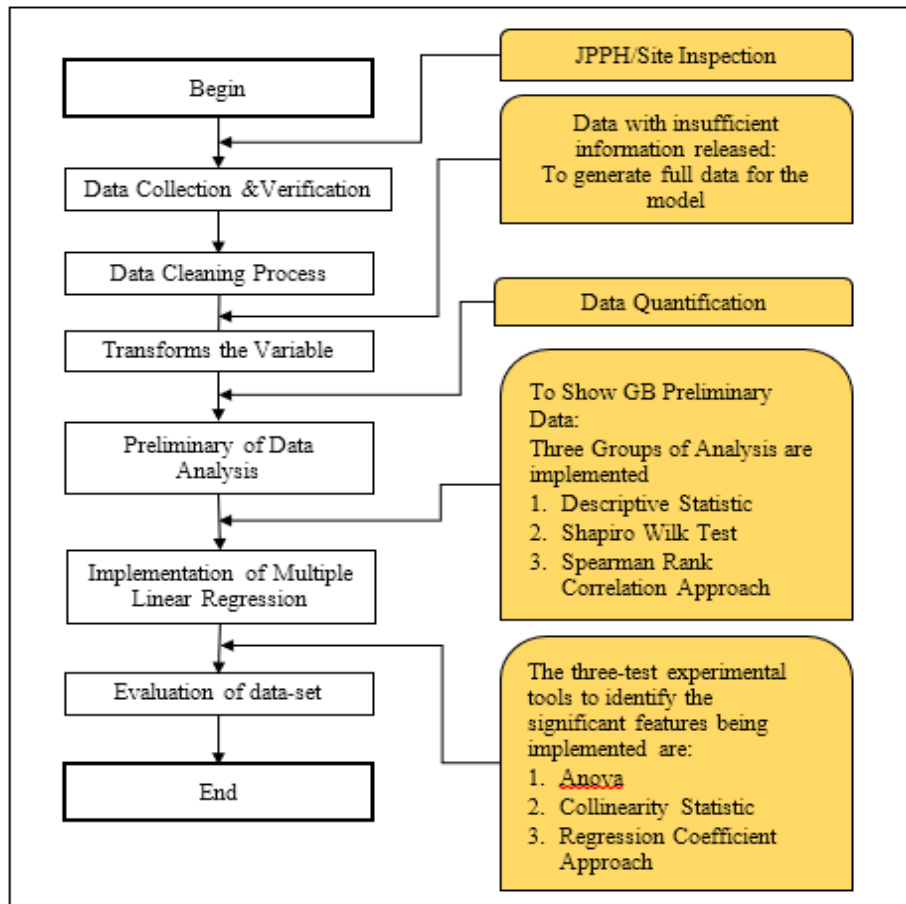 Begin
Data Collection &Verification
Data Cleaning Process
Transforms the Variable
Preliminary of Data
Analysis
Implementation of Multiple
Linear Regression
Evaluation of data-set
End
JPPH/Site Inspection
Data with insufficient
information released:
To generate full data for the
model
Data Quantification
To Show GB Preliminary
Data:
Three Groups of Analysis are
implemented
1. Descriptive Statistic
2. Shapiro Wilk Test
3. Spearman Rank
Correlation Approach
The three-test experimental
tools to identify the
significant features being
implemented are:
1. Anova
2. Collinearity Statistic
3. Regression Coefficient
Approach